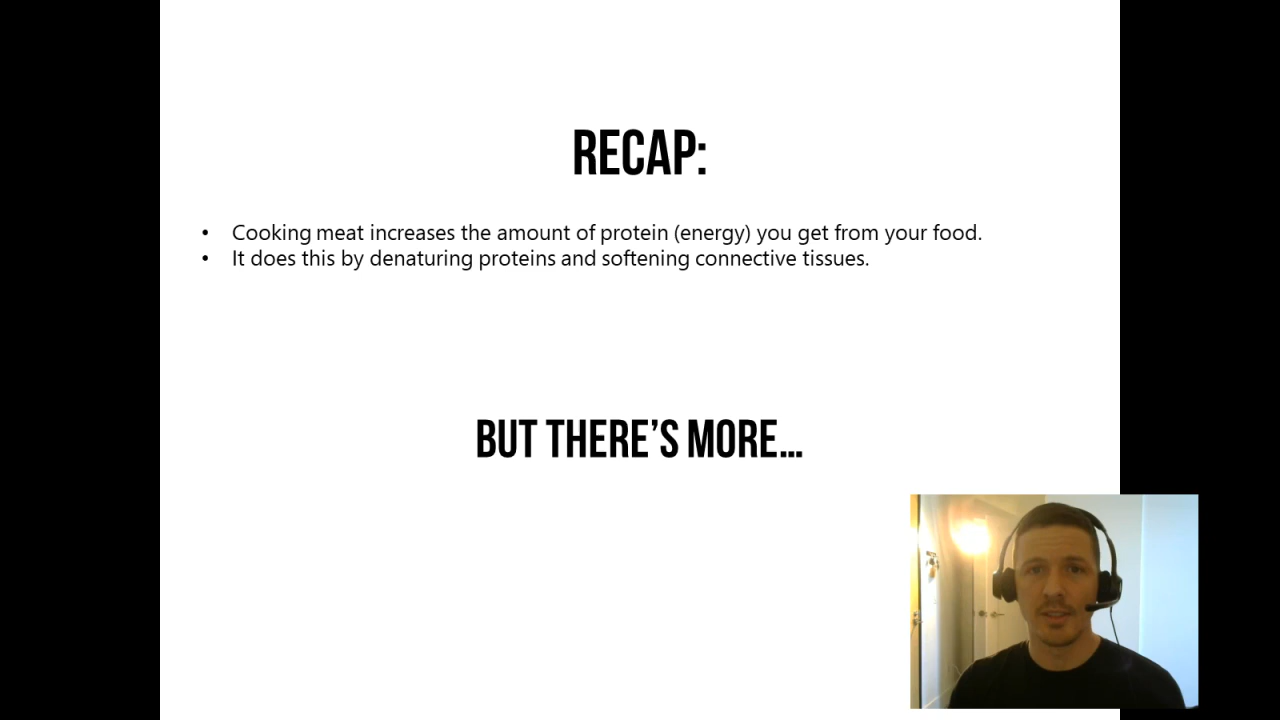 RECAP:
• Cooking meat increases the amount of protein (energy) you get from your food.
• It does this by denaturing proteins and softening connective tissues.
BUT THERE'S MORE...